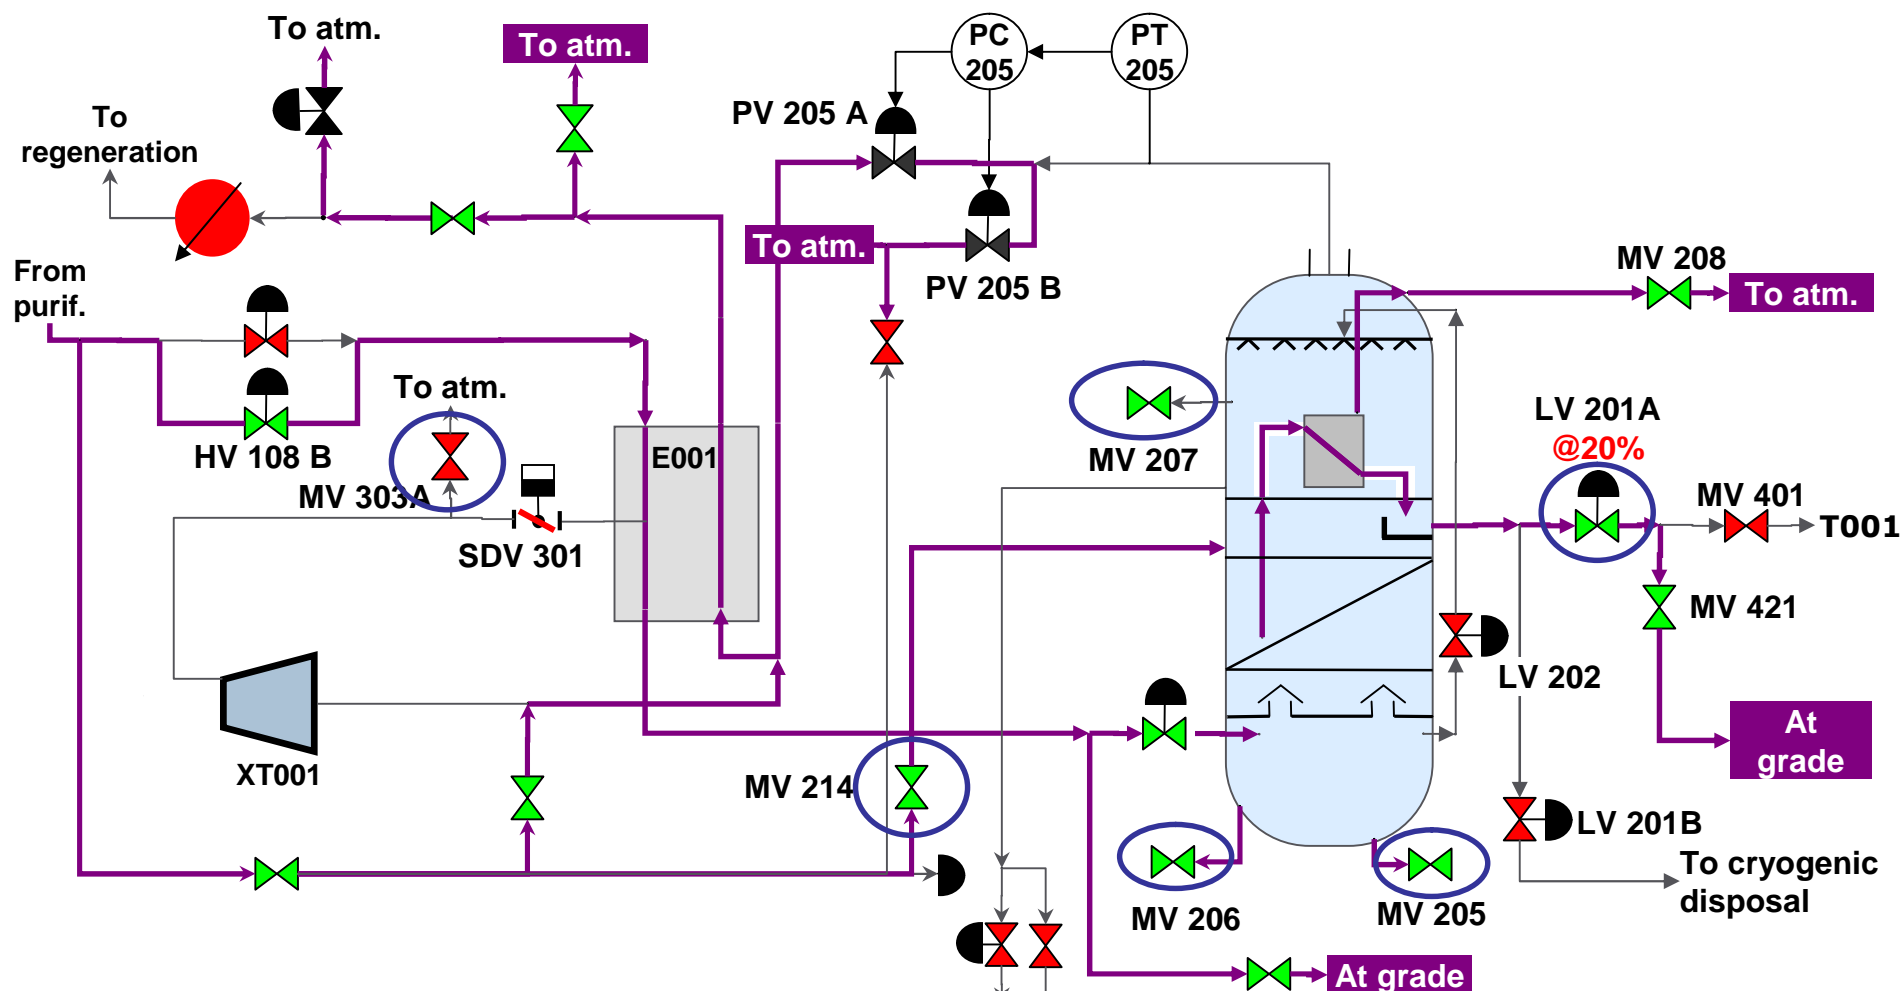 To atm.
To atm.
PC
205
PT
205
PV 205 A
To
regeneration
To atm.
PV 205 B
From
purif.
MV 208
To atm.
To atm.
HV 108 B
E001
MV 303A
SDV 301
MV 207
LV 201A
@20%
MV 401
T001
MV 421
LV 202
XT001
MV 214
At
grade
LV 201B
To cryogenic
disposal
MV 206
MV 205
At grade